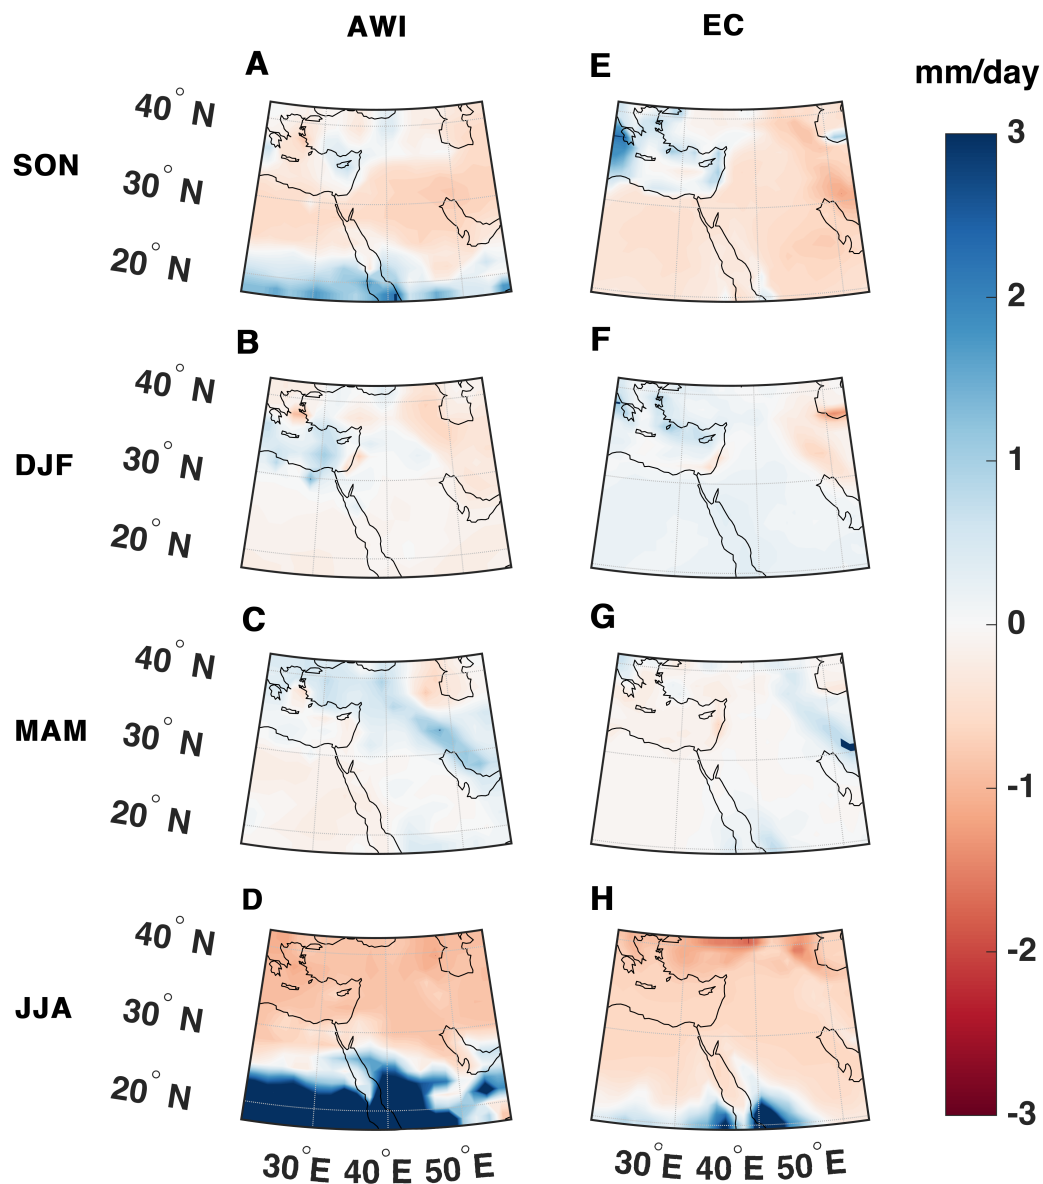 AWI EC
A E mm/day
40° N
SON 30° N
20° N
B F
40° N
DJF 30° N
20° N
C G
40° N
MAM 30° N
20° N
D H
40° N
JJA 30° N
20° N
30°E 40°E 50°E 30°E 40°E 50°E
3
2
1
0
-1
-2
-3